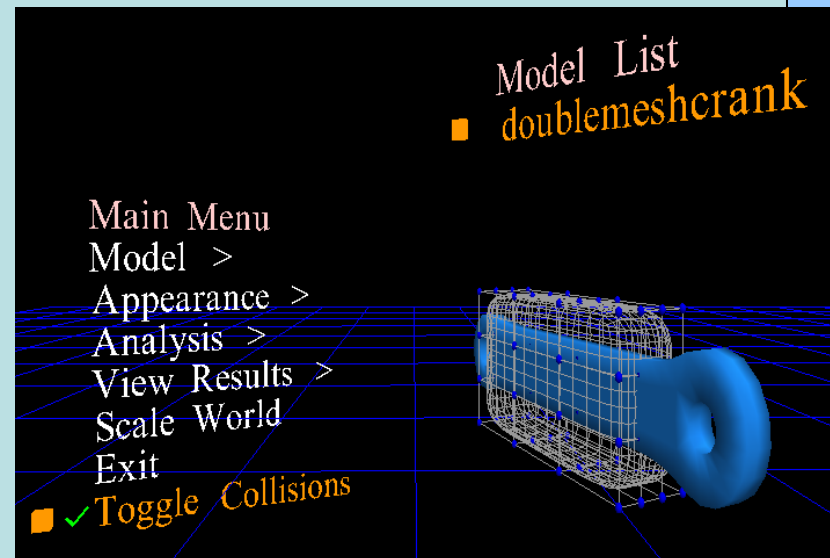 Model List
doublemeshcrank
Main Menu
Model >
Appearance >
Analysis >
View Results >
Scale World
Exit
Toggle Collisions